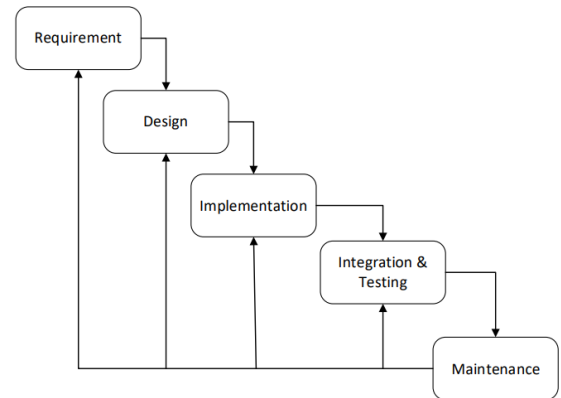 Requirement
Design
Implementation
Integration &
Testing
Maintenance